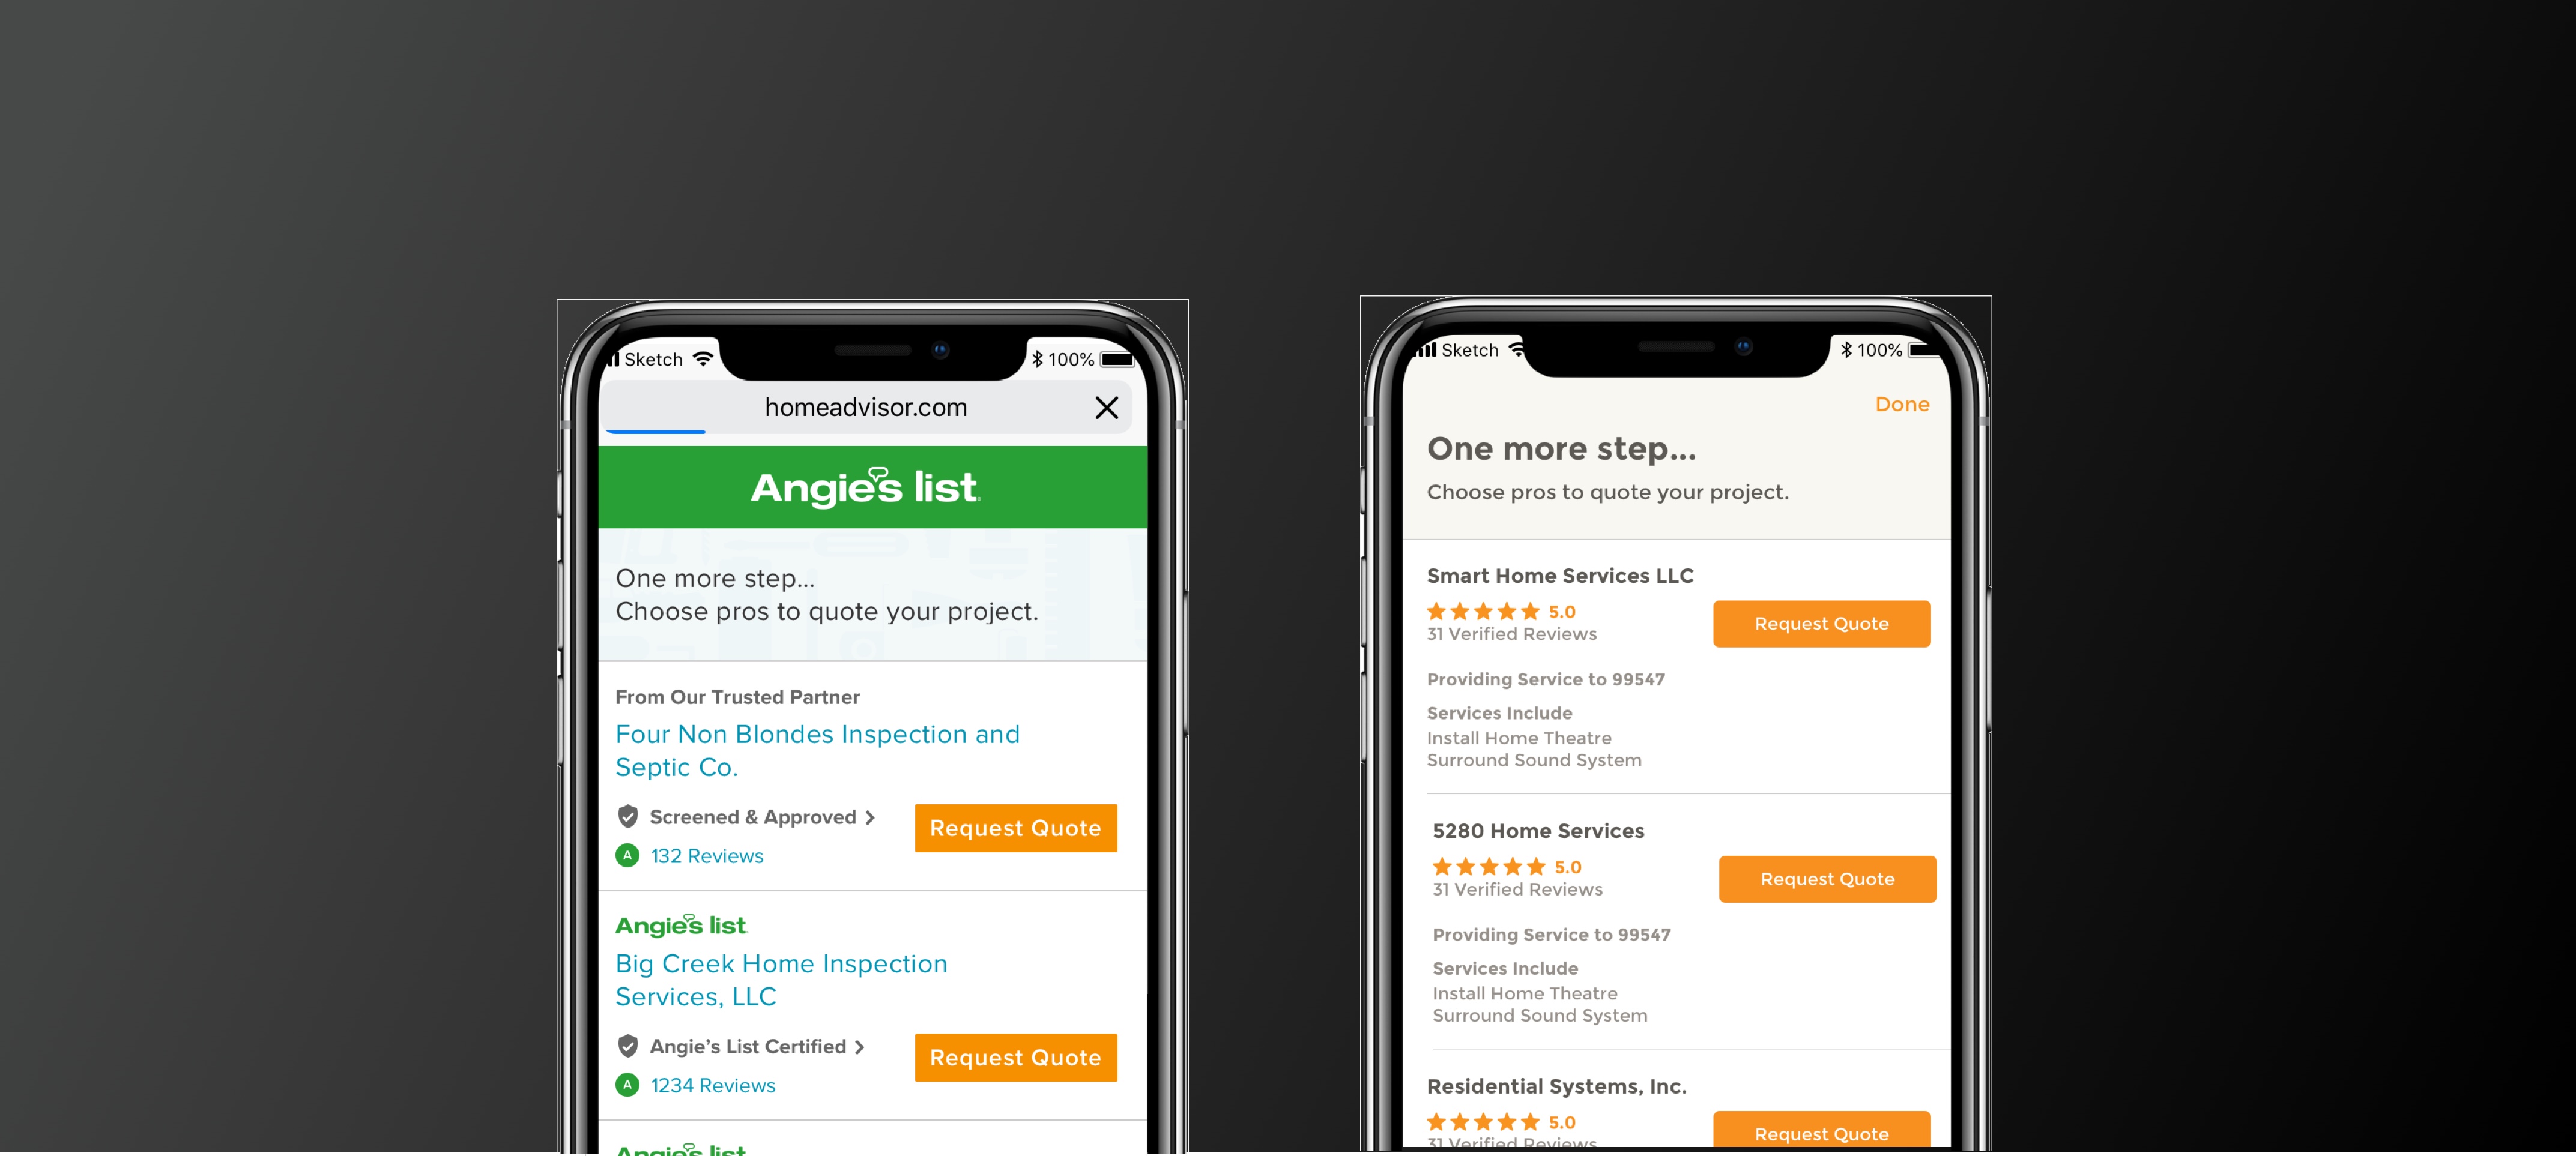 Sketch
100%
homeadvisor.com
Angie's list
One more step...
Choose pros to quote your project.
From Our Trusted Partner
Four Non Blondes Inspection and
Septic Co.
Screened & Approved >
Request Quote
A 132 Reviews
Angie's list
Big Creek Home Inspection
Services, LLC
Angie's List Certified >
Request Quote
A 1234 Reviews
Angie's list
Sketch
100%
Done
One more step...
Choose pros to quote your project.
Smart Home Services LLC
5.0
31 Verified Reviews
Request Quote
Providing Service to 99547
Services Include
Install Home Theatre
Surround Sound System
5280 Home Services
5.0
31 Verified Reviews
Request Quote
Providing Service to 99547
Services Include
Install Home Theatre
Surround Sound System
Residential Systems, Inc.
5.0
31 Verified Reviews
Request Quote